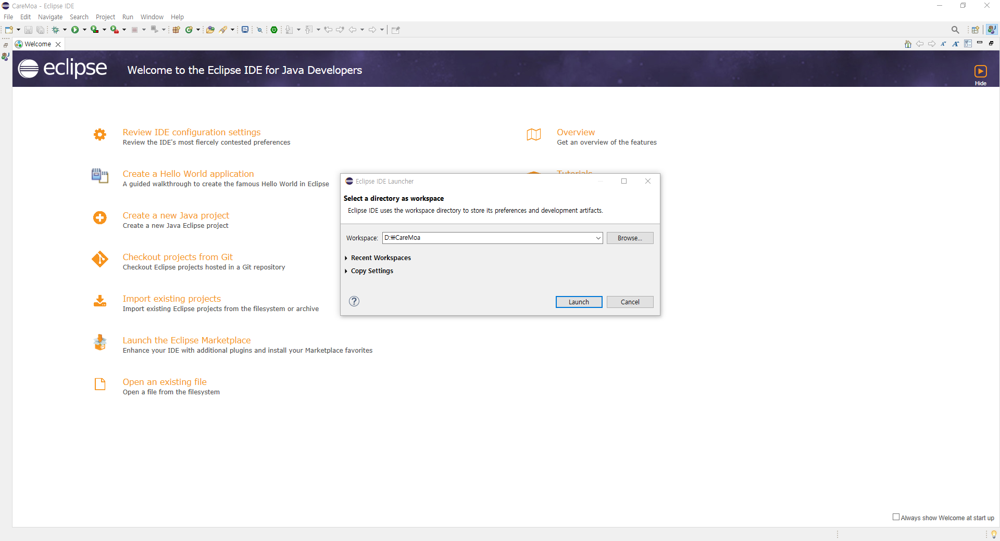 CareMoa - Eclipse IDE
File Edit Navigate Search Project Run Window Help
Welcome
eclipse
Welcome to the Eclipse IDE for Java Developers
Hide
Review IDE configuration settings
Review the IDE's most fiercely contested preferences
Overview
Get an overview of the features
Create a Hello World application
A guided walkthrough to create the famous Hello World in Eclipse
Tutorials
Create a new Java project
Create a new Java Eclipse project
Checkout projects from Git
Checkout Eclipse projects hosted in a Git repository
Import existing projects
Import existing Eclipse projects from the filesystem or archive
Launch the Eclipse Marketplace
Enhance your IDE with additional plugins and install your Marketplace favorites
Open an existing file
Open a file from the filesystem
Eclipse IDE Launcher
Select a directory as workspace
Eclipse IDE uses the workspace directory to store its preferences and development artifacts.
Workspace: D:₩CareMoa Browse...
Recent Workspaces
Copy Settings
Launch Cancel
Always show Welcome at start up